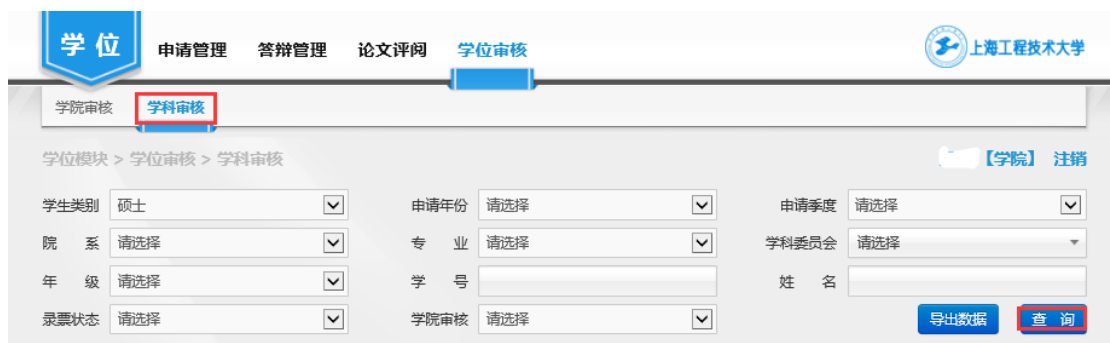 学位 申请管理 答辩管理 论文评阅 学位审核 上海工程技术大学
学院审核 学科审核
学位模块 > 学位审核 > 学科审核 【学院】 注销
学生类别 硕士 申请年份 请选择 申请季度 请选择
院 系 请选择 专 业 请选择 学科委员会 请选择
年 级 请选择 学 号 姓 名
录票状态 请选择 学院审核 请选择 导出数据 查 询